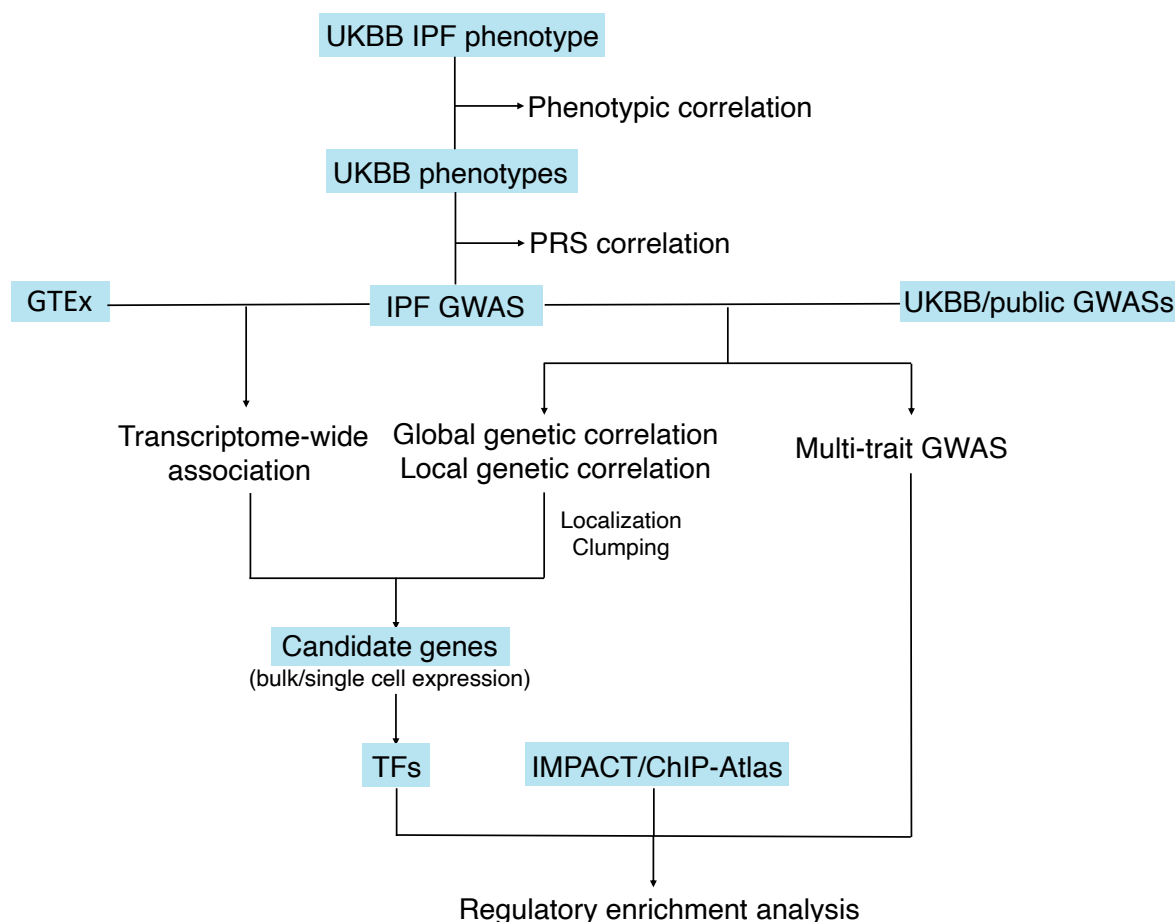 UKBB IPF phenotype
Phenotypic correlation
UKBB phenotypes
PRS correlation
GTEx
IPF GWAS
UKBB/public GWASs
Transcriptome-wide
association
Global genetic correlation
Local genetic correlation
Multi-trait GWAS
Localization
Clumping
Candidate genes
(bulk/single cell expression)
TFs
IMPACT/ChIP-Atlas
Regulatory enrichment analysis